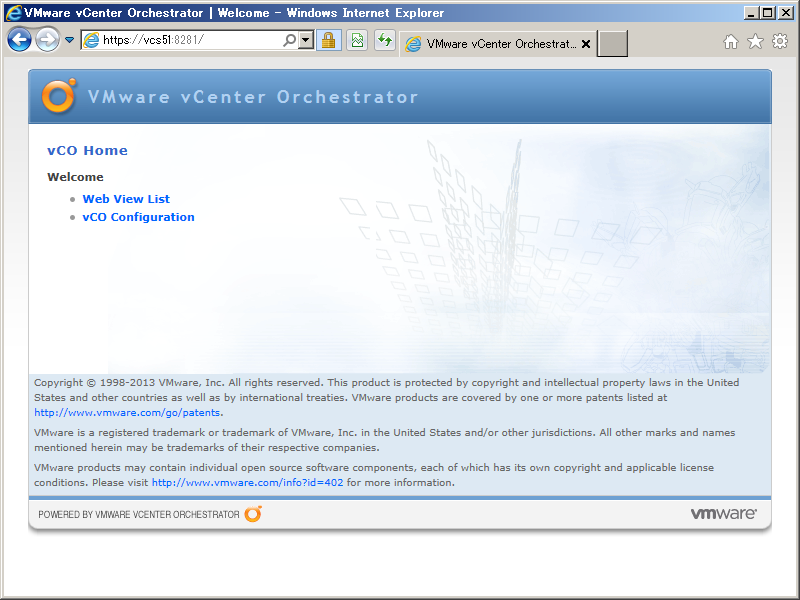 VMware vCenter Orchestrator | Welcome - Windows Internet Explorer
https://vcs51:8281/
VMware vCenter Orchestrat...
VMware vCenter Orchestrator
vCO Home
Welcome
Web View List
vCO Configuration
Copyright © 1998-2013 VMware, Inc. All rights reserved. This product is protected by copyright and intellectual property laws in the United
States and other countries as well as by international treaties. VMware products are covered by one or more patents listed at
http://www.vmware.com/go/patents.
VMware is a registered trademark or trademark of VMware, Inc. in the United States and/or other jurisdictions. All other marks and names
mentioned herein may be trademarks of their respective companies.
VMware products may contain individual open source software components, each of which has its own copyright and applicable license
conditions. Please visit http://www.vmware.com/info?id=402 for more information.
POWERED BY VMWARE VCENTER ORCHESTRATOR
vmware